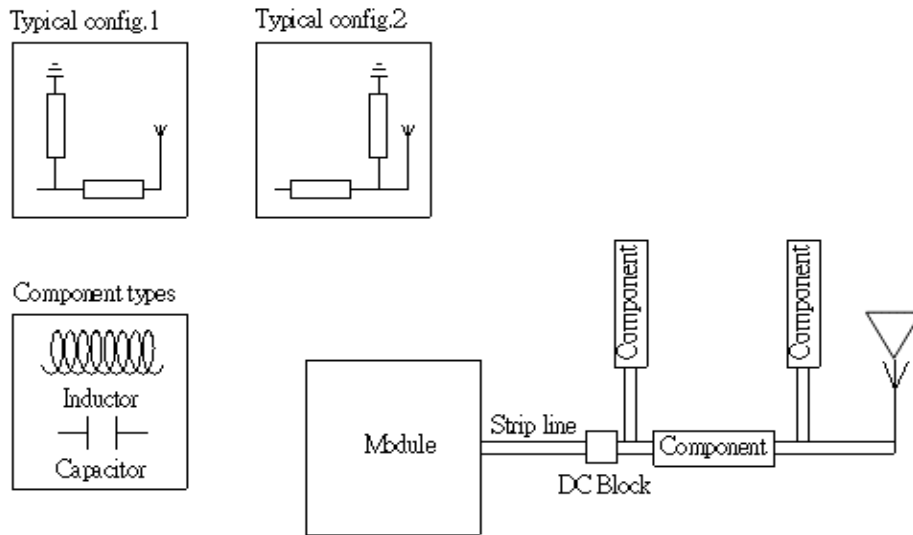 Typical config.1
Typical config.2
Component types
Inductor
Capacitor
Module
Strip line
DC Block
Component
Component
Component